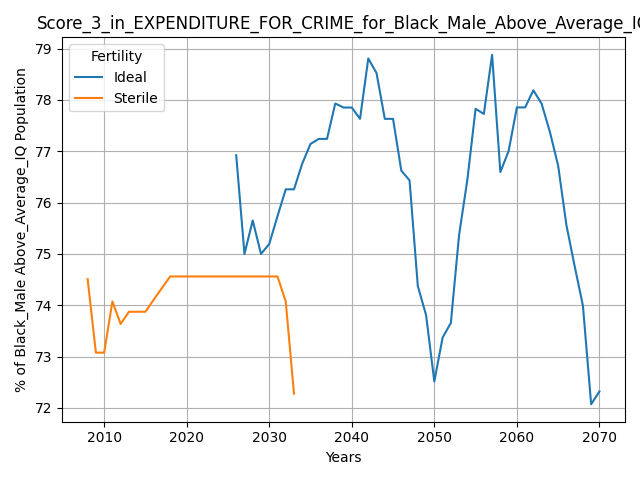 Score_3_in_EXPENDITURE_FOR_CRIME_for_Black_Male_Above_Average_IQ
Fertility
Ideal
Sterile
% of Black_Male Above_Average_IQ Population
79
78
77
76
75
74
73
72
2010 2020 2030 2040 2050 2060 2070
Years